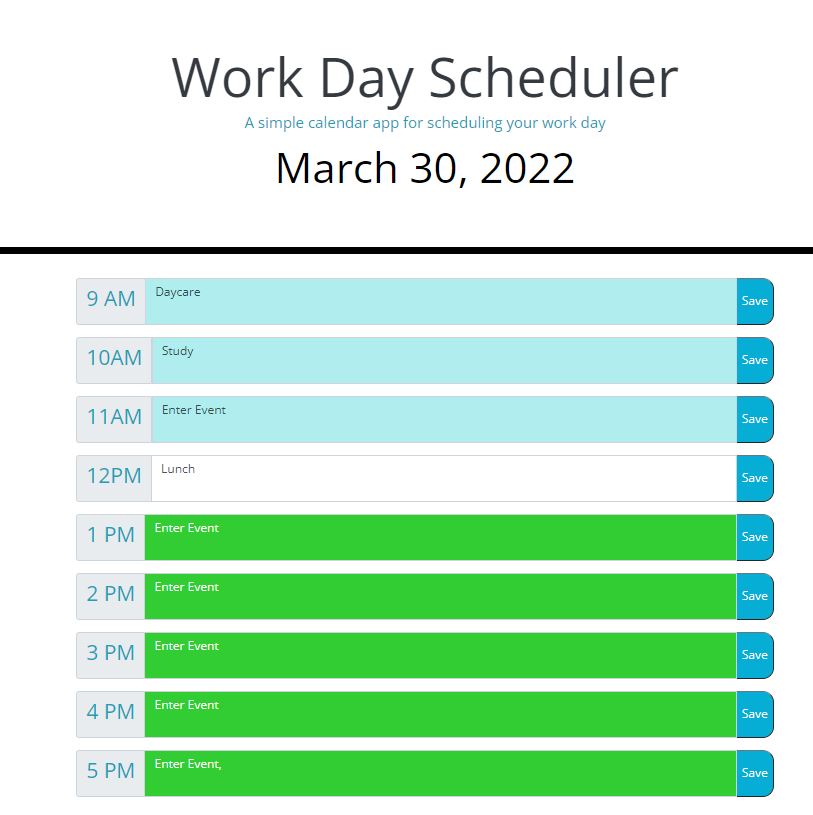 Work Day Scheduler
A simple calendar app for scheduling your work day
March 30, 2022
9 AM Daycare Save
10AM Study Save
11AM Enter Event Save
12PM Lunch Save
1 PM Enter Event Save
2 PM Enter Event Save
3 PM Enter Event Save
4 PM Enter Event Save
5 PM Enter Event, Save